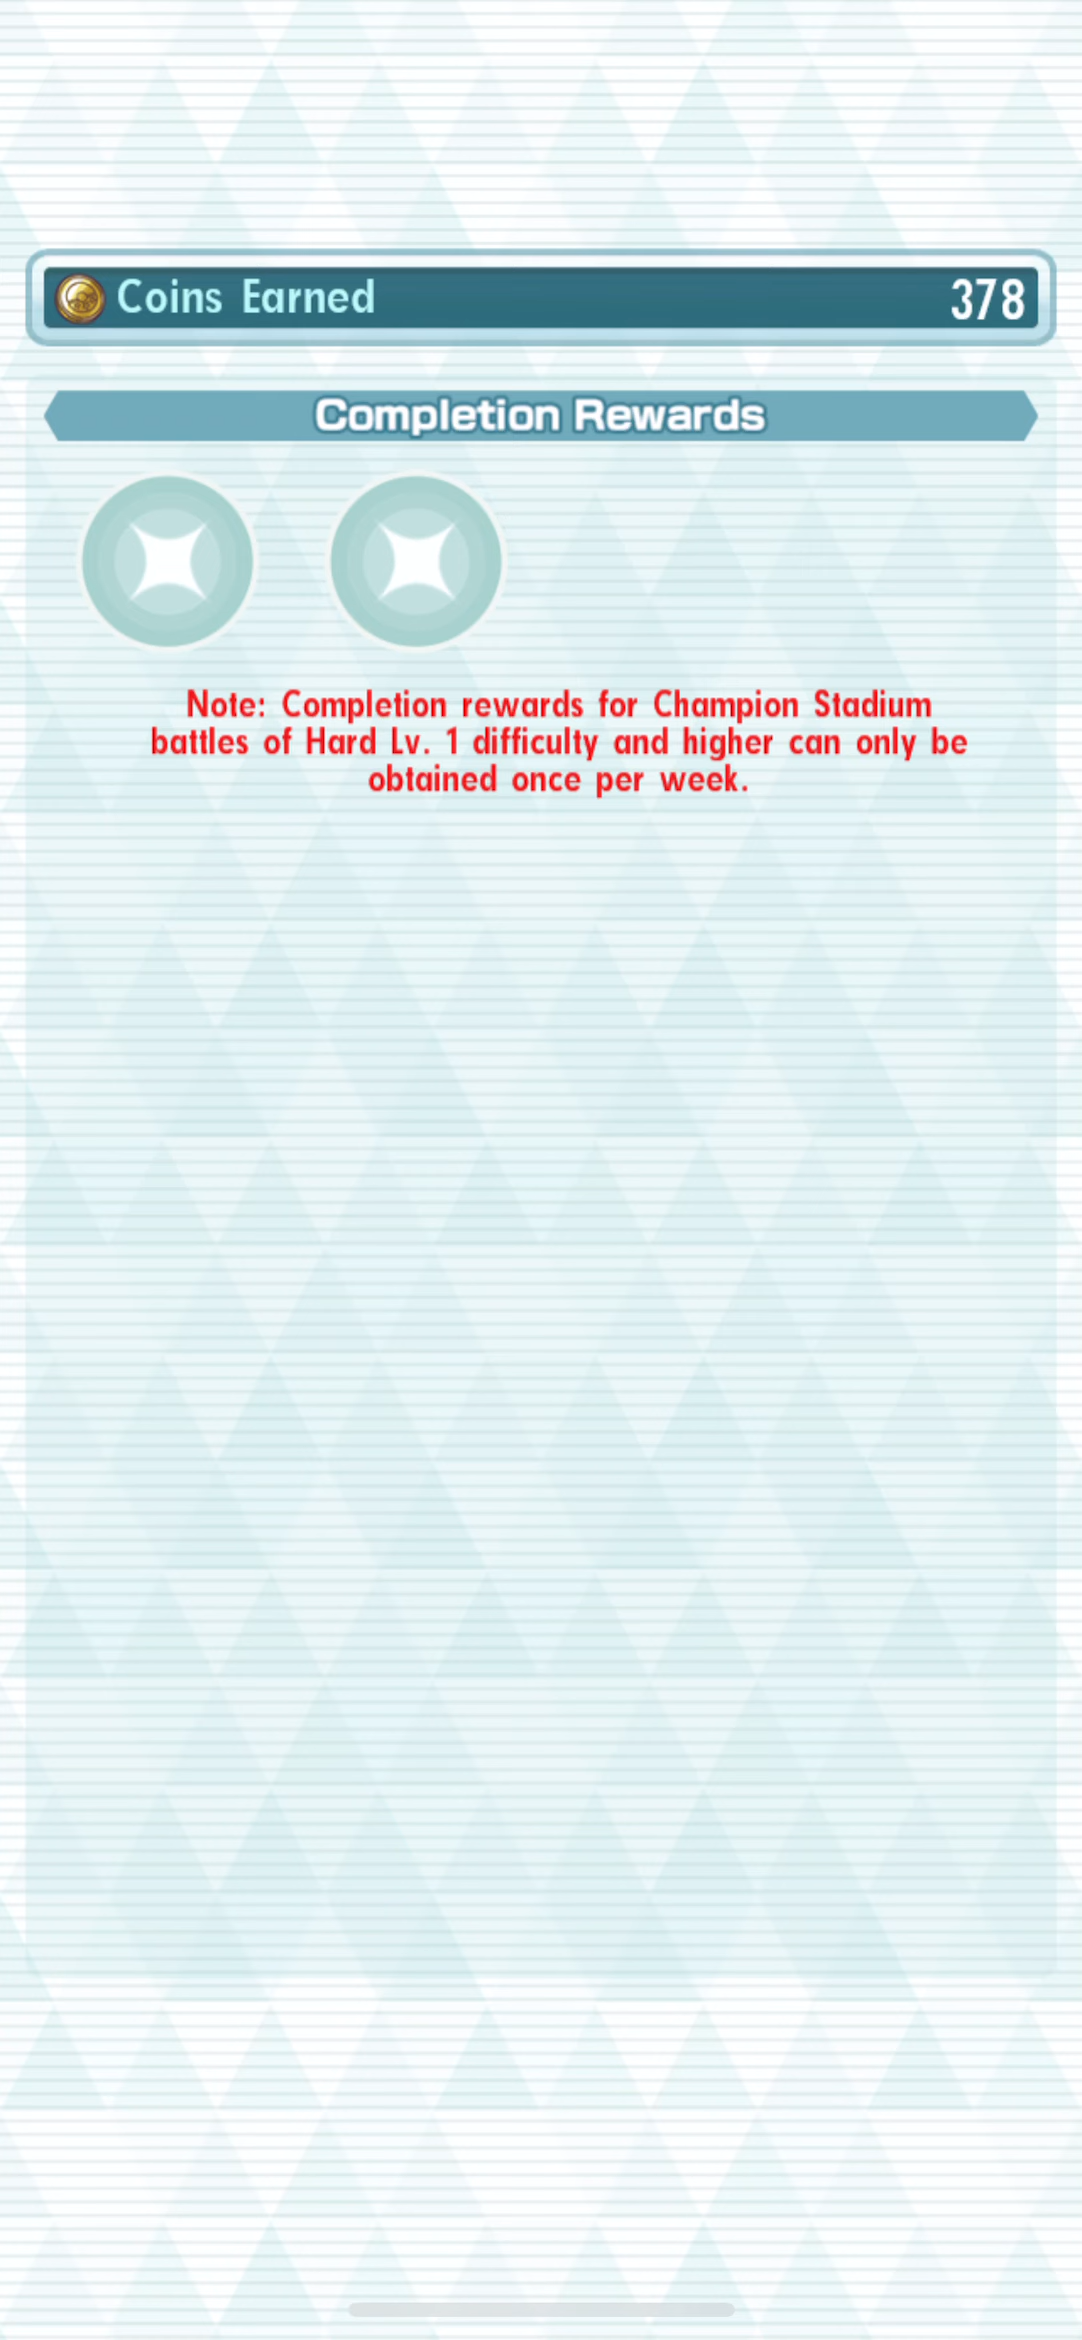 Coins Earned 378
Completion Rewards
Note: Completion rewards for Champion Stadium
battles of Hard Lv. 1 difficulty and higher can only be
obtained once per week.